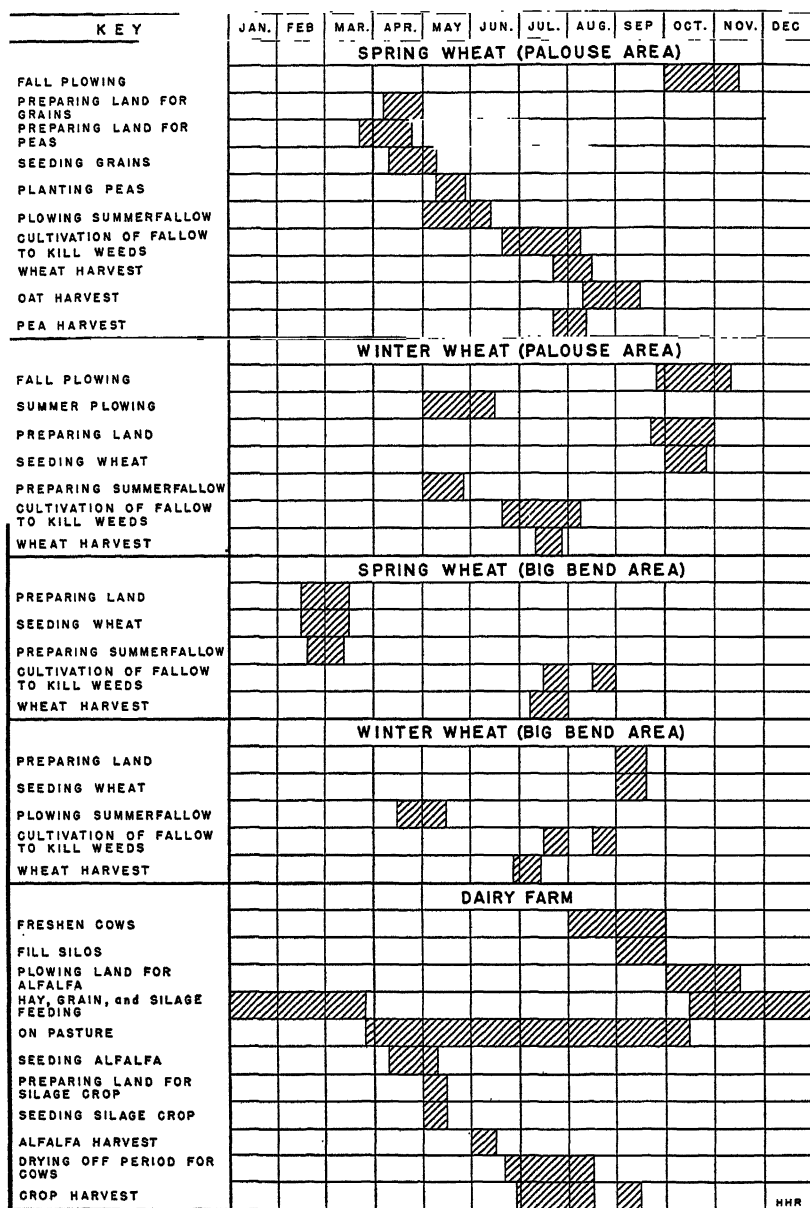 KEY JAN. FEB MAR. APR. MAY JUN. JUL. AUG. SEP OCT. NOV. DEC
SPRING WHEAT (PALOUSE AREA)
FALL PLOWING
PREPARING LAND FOR
GRAINS
PREPARING LAND FOR
PEAS
SEEDING GRAINS
PLANTING PEAS
PLOWING SUMMERFALLOW
CULTIVATION OF FALLOW
TO KILL WEEDS
WHEAT HARVEST
OAT HARVEST
PEA HARVEST
WINTER WHEAT (PALOUSE AREA)
FALL PLOWING
SUMMER PLOWING
PREPARING LAND
SEEDING WHEAT
PREPARING SUMMERFALLOW
CULTIVATION OF FALLOW
TO KILL WEEDS
WHEAT HARVEST
SPRING WHEAT (BIG BEND AREA)
PREPARING LAND
SEEDING WHEAT
PREPARING SUMMERFALLOW
CULTIVATION OF FALLOW
TO KILL WEEDS
WHEAT HARVEST
WINTER WHEAT (BIG BEND AREA)
PREPARING LAND
SEEDING WHEAT
PLOWING SUMMERFALLOW
CULTIVATION OF FALLOW
TO KILL WEEDS
WHEAT HARVEST
DAIRY FARM
FRESHEN COWS
FILL SILOS
PLOWING LAND FOR
ALFALFA
HAY, GRAIN, and SILAGE
FEEDING
ON PASTURE
SEEDING ALFALFA
PREPARING LAND FOR
SILAGE CROP
SEEDING SILAGE CROP
ALFALFA HARVEST
DRYING OFF PERIOD FOR
COWS
CROP HARVEST
HHR